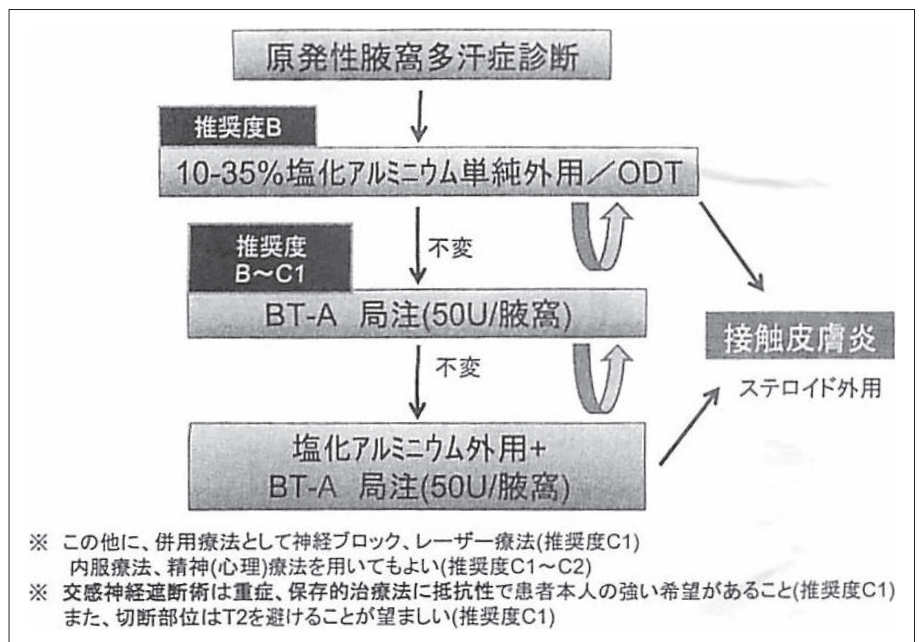 原発性腋窩多汗症診断
推奨度B
10-35%塩化アルミニウム単純外用／ODT
不変
推奨度
B～C1
BT-A 局注(50U/腋窩)
接触皮膚炎
ステロイド外用
不変
塩化アルミニウム外用+
BT-A 局注(50U/腋窩)
※ この他に、併用療法として神経ブロック、レーザー療法(推奨度C1)
内服療法、精神(心理)療法を用いてもよい(推奨度C1～C2)
※ 交感神経遮断術は重症、保存的治療法に抵抗性で患者本人の強い希望があること(推奨度C1)
また、切断部位はT2を避けることが望ましい(推奨度C1)